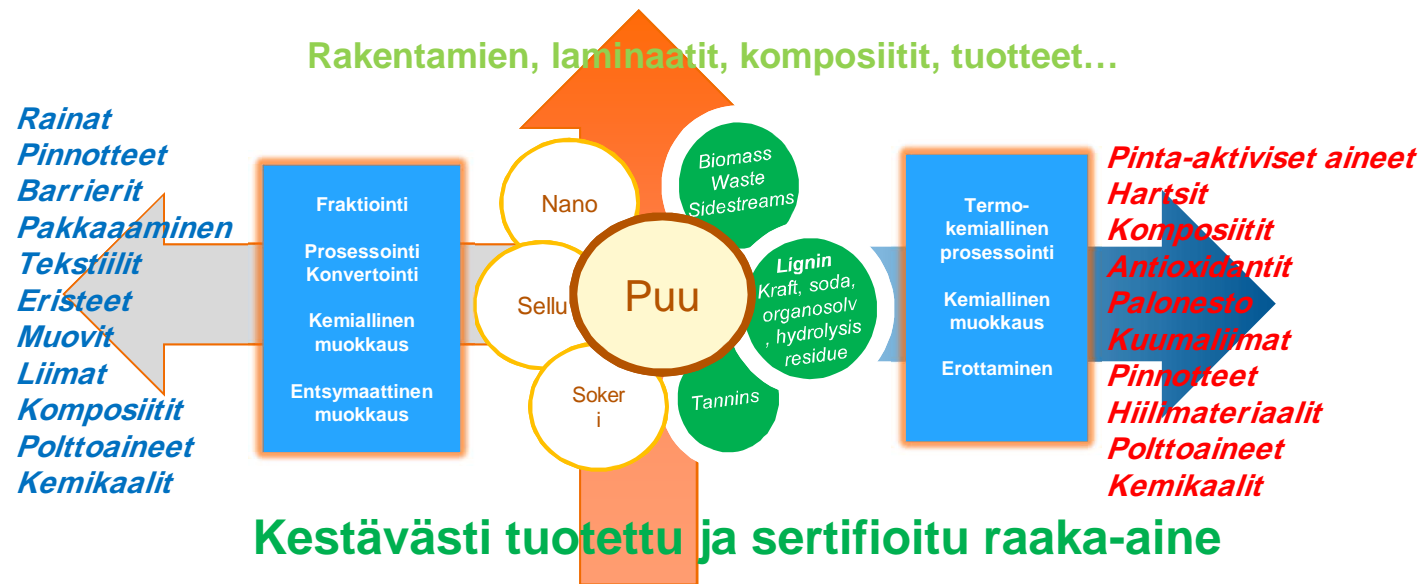 Rakentamien, laminaatit, komposiitit, tuotteet…
Rainat
Pinnotteet
Barrierit
Pakkaaaminen
Tekstiilit
Eristeet
Muovit
Liimat
Komposiitit
Polttoaineet
Kemikaalit
Fraktiointi
Prosessointi
Konvertointi
Kemiallinen
muokkaus
Entsymaattinen
muokkaus
Nano
Sellu
Soker
i
Puu
Biomass
Waste
Sidestreams
Lignin
Kraft, soda,
organosolv
, hydrolysis
residue
Tannins
Termo-
kemiallinen
prosessointi
Kemiallinen
muokkaus
Erottaminen
Pinta-aktiviset aineet
Hartsit
Komposiitit
Antioxidantit
Palonesto
Kuumaliimat
Pinnotteet
Hiilimateriaalit
Polttoaineet
Kemikaalit
Kestävästi tuotettu ja sertifioitu raaka-aine